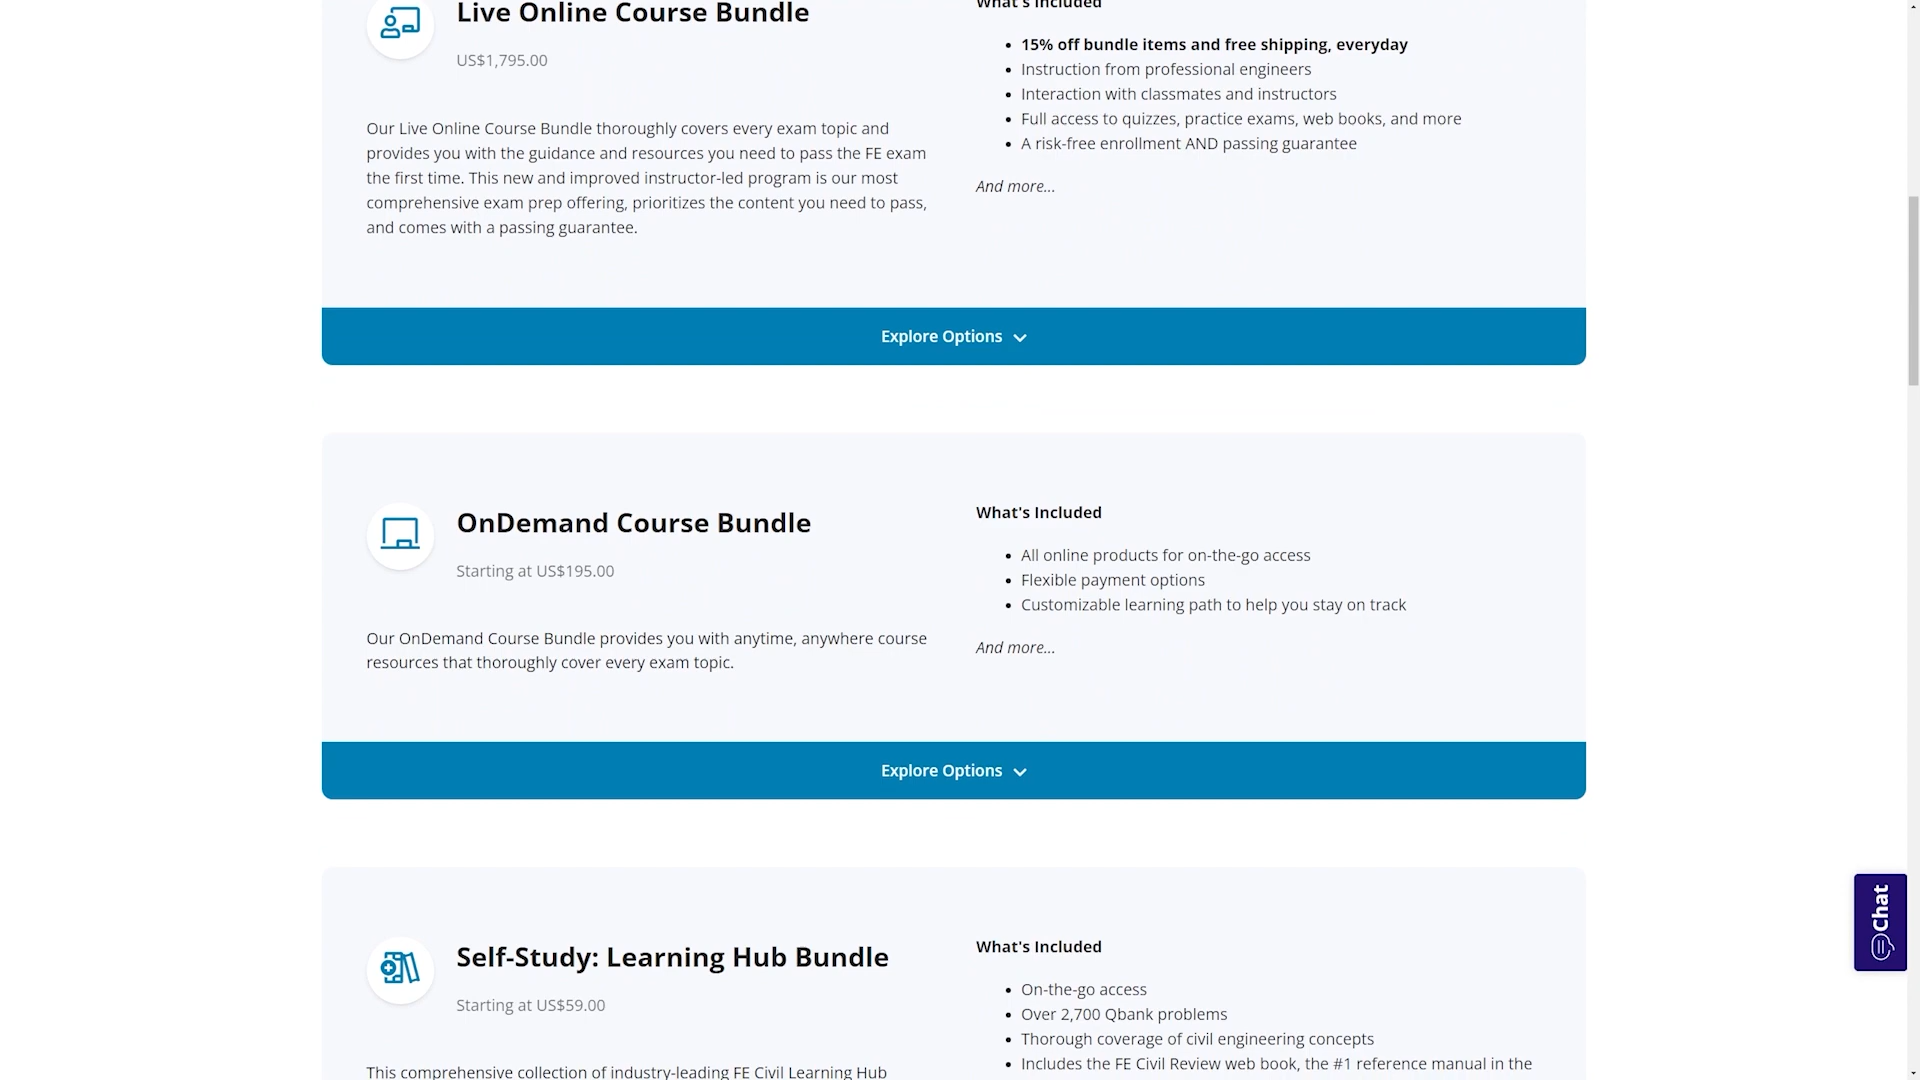 Live Online Course Bundle
US$1,795.00
Our Live Online Course Bundle thoroughly covers every exam topic and
provides you with the guidance and resources you need to pass the FE exam
the first time. This new and improved instructor-led program is our most
comprehensive exam prep offering, prioritizes the content you need to pass,
and comes with a passing guarantee.
What's Included
15% off bundle items and free shipping, everyday
Instruction from professional engineers
Interaction with classmates and instructors
Full access to quizzes, practice exams, web books, and more
A risk-free enrollment AND passing guarantee
And more...
Explore Options
OnDemand Course Bundle
Starting at US$195.00
Our OnDemand Course Bundle provides you with anytime, anywhere course
resources that thoroughly cover every exam topic.
What's Included
All online products for on-the-go access
Flexible payment options
Customizable learning path to help you stay on track
And more...
Explore Options
Self-Study: Learning Hub Bundle
Starting at US$59.00
This comprehensive collection of industry-leading FE Civil Learning Hub
What's Included
On-the-go access
Over 2,700 Qbank problems
Thorough coverage of civil engineering concepts
Includes the FE Civil Review web book, the #1 reference manual in the
Chat